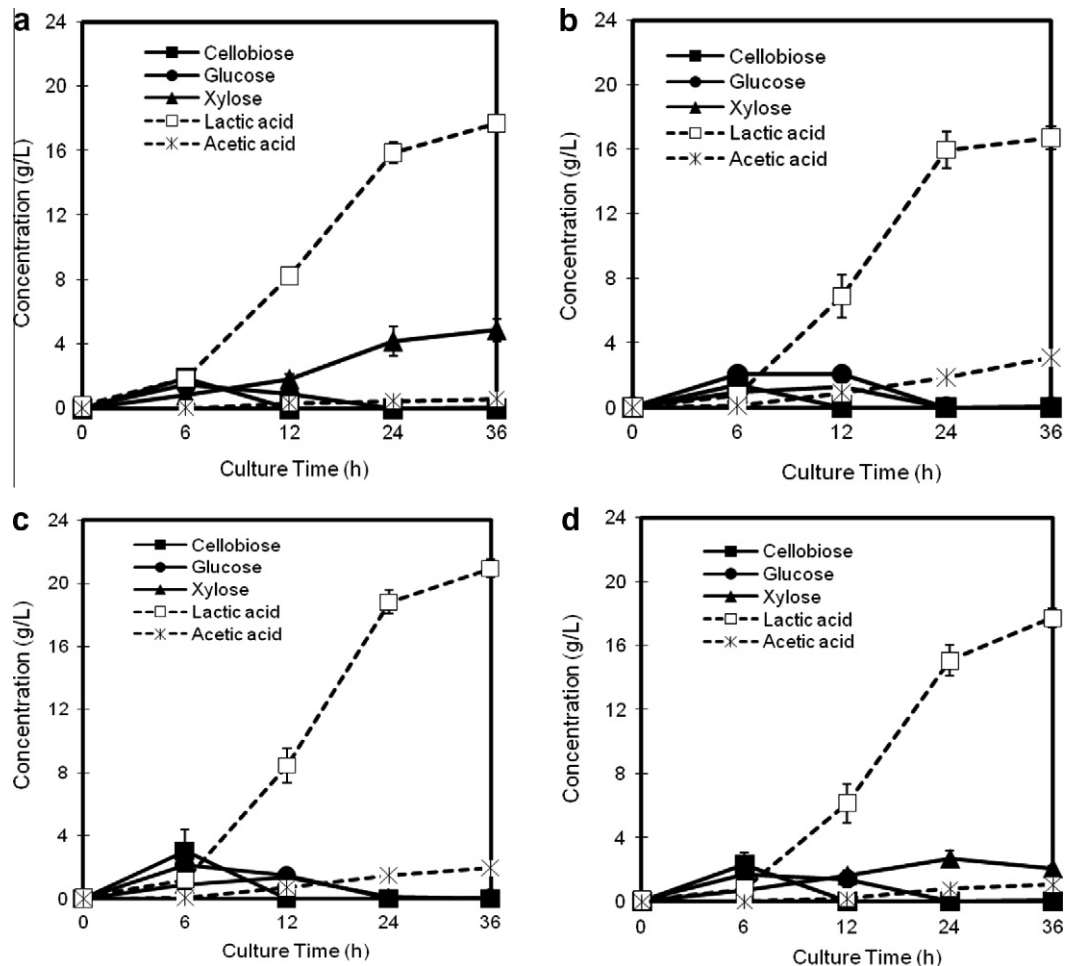 a
24
20
16
12
8
4
0
Concentration (g/L)
Cellobiose
Glucose
Xylose
Lactic acid
Acetic acid
0 6 12 24 36
Culture Time (h)
b
24
20
16
12
8
4
0
Concentration (g/L)
Cellobiose
Glucose
Xylose
Lactic acid
Acetic acid
0 6 12 24 36
Culture Time (h)
c
24
20
16
12
8
4
0
Concentration (g/L)
Cellobiose
Glucose
Xylose
Lactic acid
Acetic acid
0 6 12 24 36
Culture Time (h)
d
24
20
16
12
8
4
0
Concentration (g/L)
Cellobiose
Glucose
Xylose
Lactic acid
Acetic acid
0 6 12 24 36
Culture Time (h)